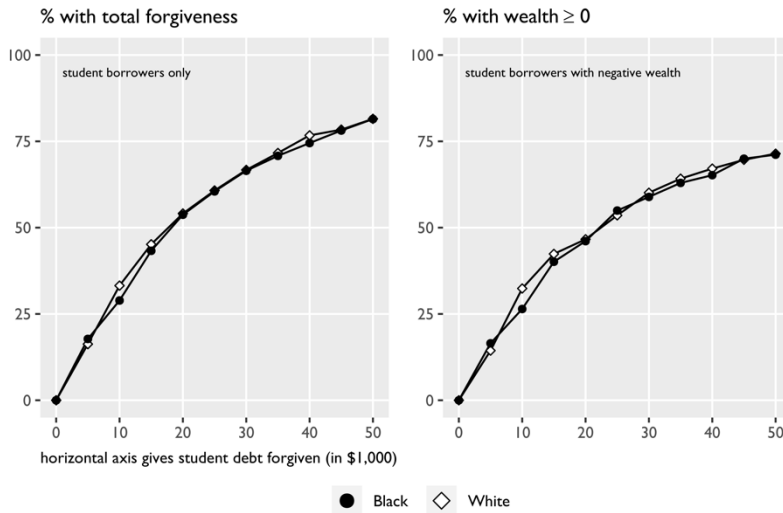 % with total forgiveness
% with wealth ≥ 0
100
75
50
25
0
student borrowers only
0 10 20 30 40 50
100
75
50
25
0
student borrowers with negative wealth
0 10 20 30 40 50
horizontal axis gives student debt forgiven (in $1,000)
Black White